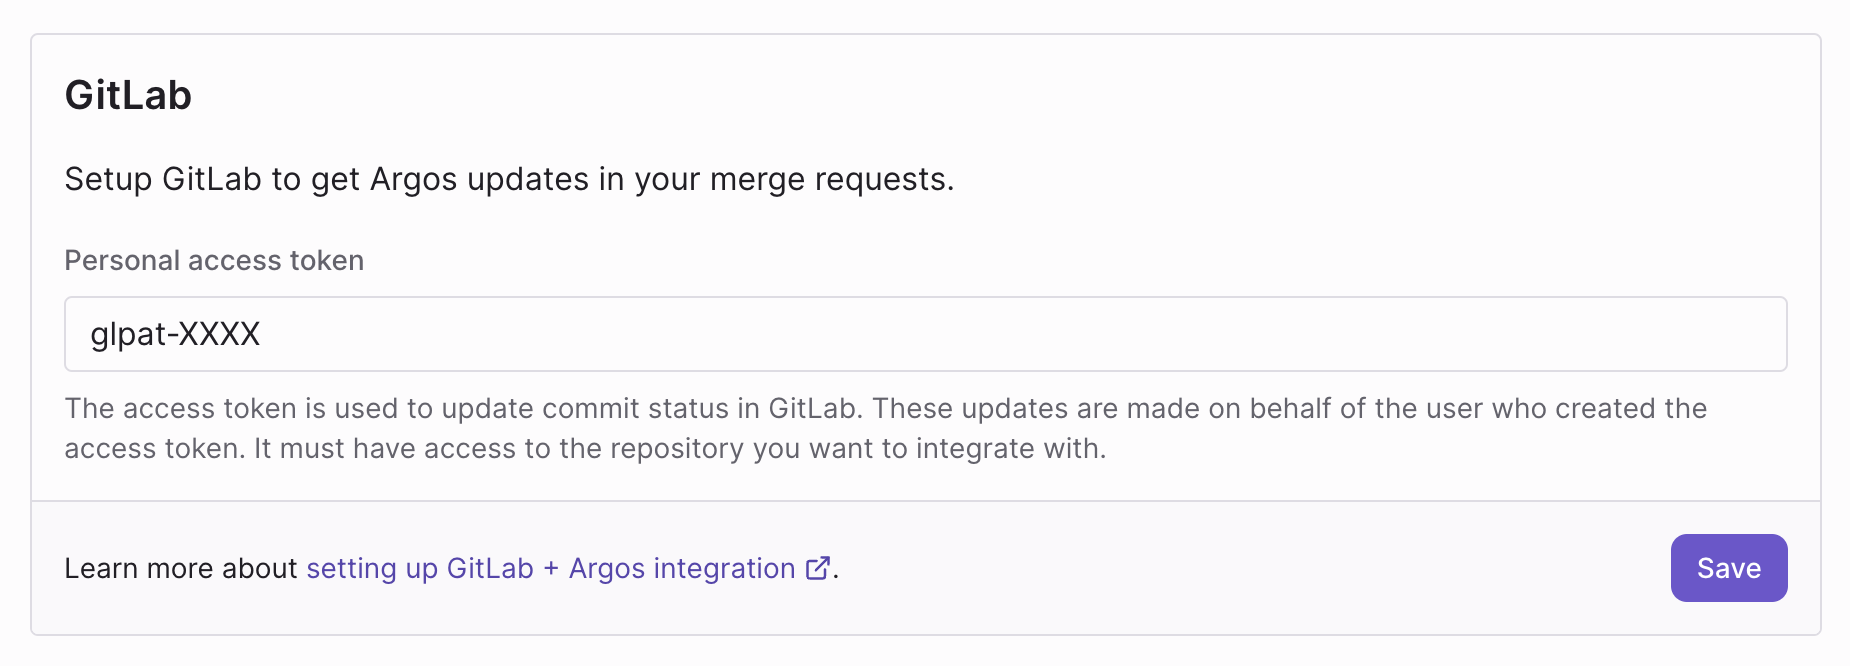 GitLab
Setup GitLab to get Argos updates in your merge requests.
Personal access token
glpat-XXXX
The access token is used to update commit status in GitLab. These updates are made on behalf of the user who created the
access token. It must have access to the repository you want to integrate with.
Learn more about setting up GitLab + Argos integration.
Save